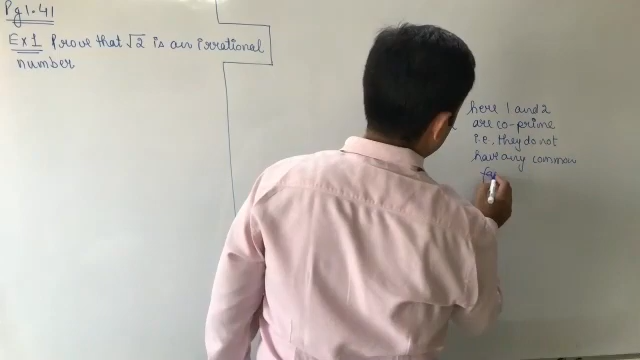 Pg 1.41
Ex 1 Prove that √2 is an irrational
number
here 1 and 2
are co-prime
i.e., they do not
have any common
fa